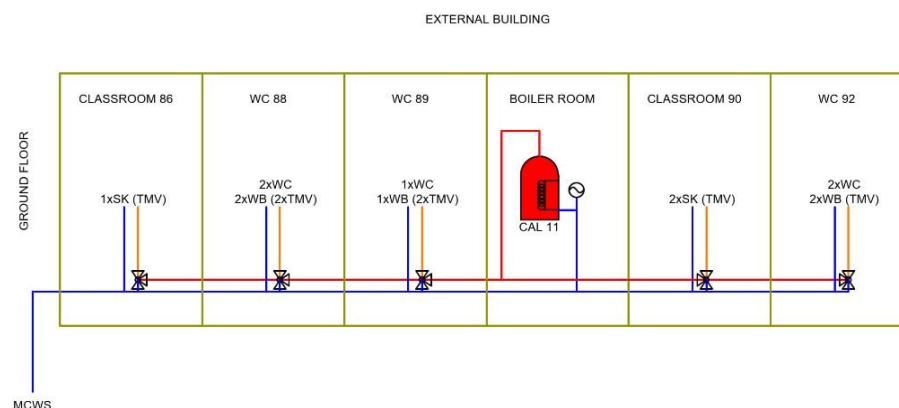 EXTERNAL BUILDING
GROUND FLOOR
CLASSROOM 86
1xSK (TMV)
WC 88
2xWC
2xWB (2xTMV)
WC 89
1xWC
1xWB (2xTMV)
BOILER ROOM
CAL 11
CLASSROOM 90
2xSK (TMV)
WC 92
2xWC
2xWB (TMV)
MCWS